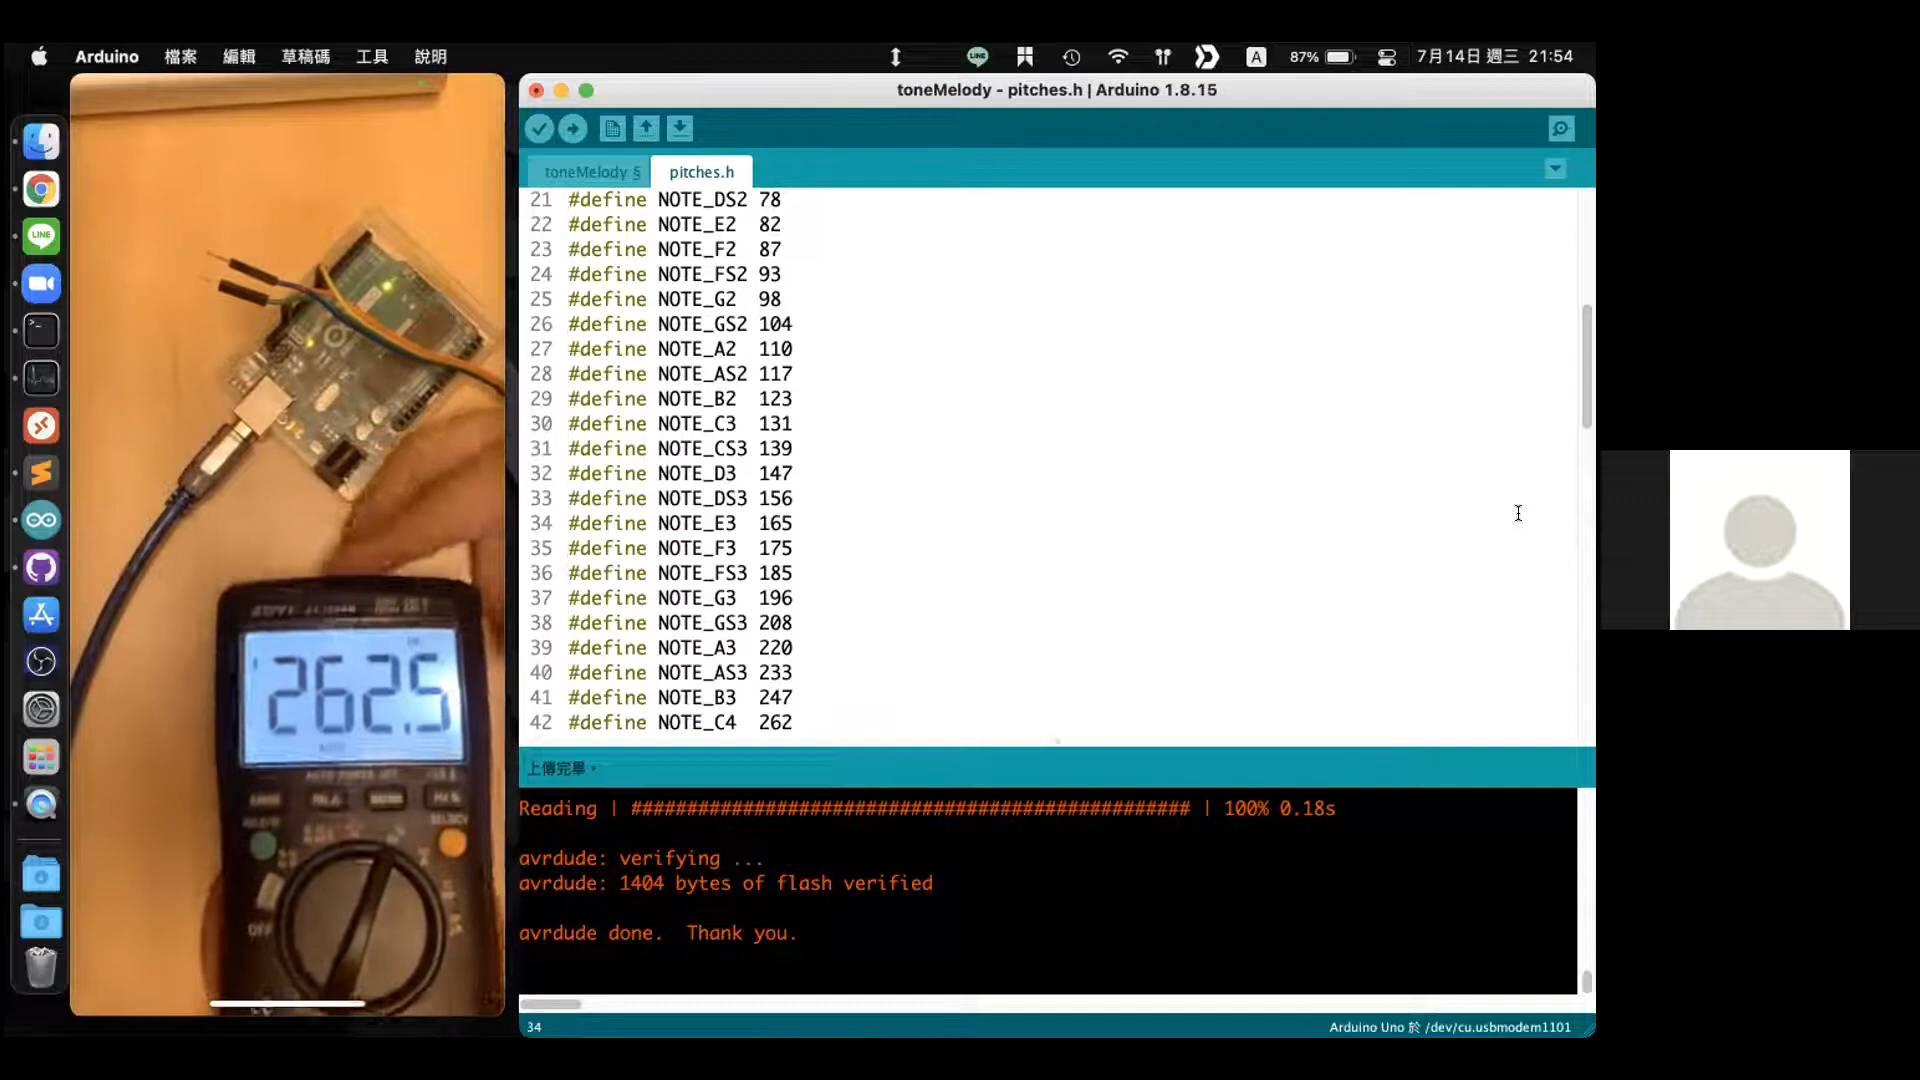 Arduino 檔案 編輯 草稿碼 工具 說明
LINE
A
87%
7月14日 週三 21:54
toneMelody - pitches.h | Arduino 1.8.15
toneMelody § pitches.h
21 #define NOTE_DS2 78
22 #define NOTE_E2 82
23 #define NOTE_F2 87
24 #define NOTE_FS2 93
25 #define NOTE_G2 98
26 #define NOTE_GS2 104
27 #define NOTE_A2 110
28 #define NOTE_AS2 117
29 #define NOTE_B2 123
30 #define NOTE_C3 131
31 #define NOTE_CS3 139
32 #define NOTE_D3 147
33 #define NOTE_DS3 156
34 #define NOTE_E3 165
35 #define NOTE_F3 175
36 #define NOTE_FS3 185
37 #define NOTE_G3 196
38 #define NOTE_GS3 208
39 #define NOTE_A3 220
40 #define NOTE_AS3 233
41 #define NOTE_B3 247
42 #define NOTE_C4 262
上傳完畢。
Reading | ################################################## | 100% 0.18s
avrdude: verifying ...
avrdude: 1404 bytes of flash verified
avrdude done. Thank you.
34
Arduino Uno 於 /dev/cu.usbmodem1101
LINE
262.5
OFF